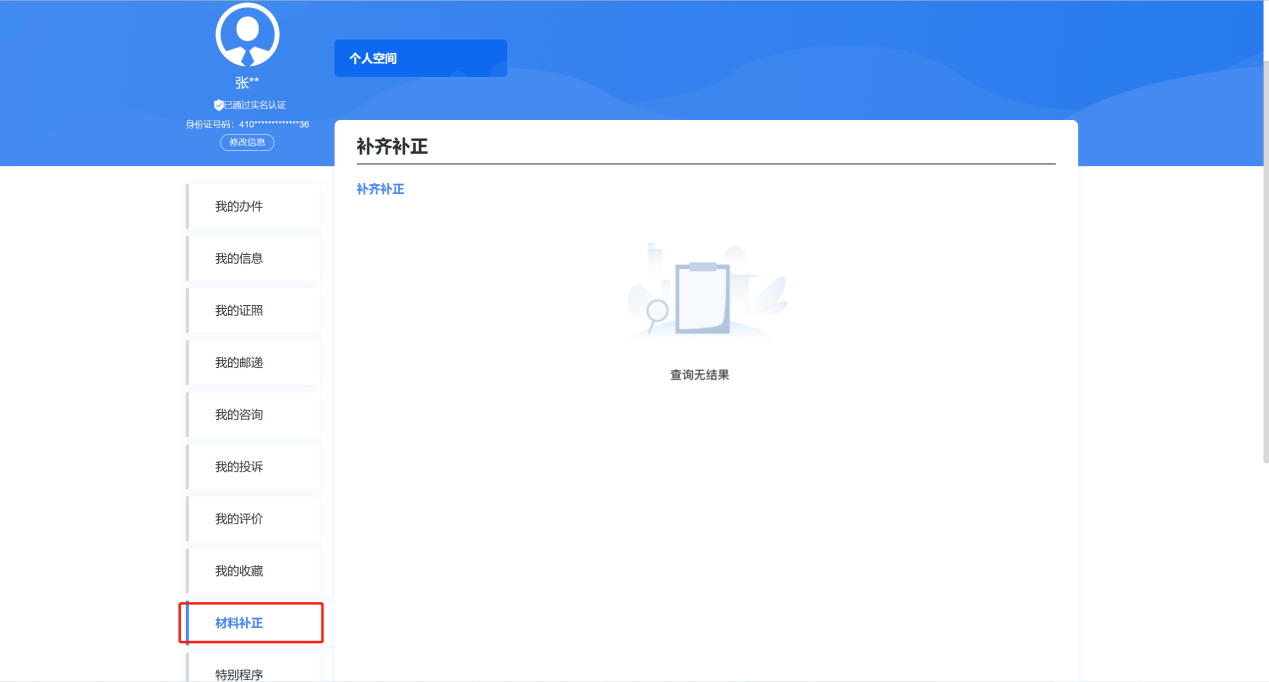 张**
已通过实名认证
身份证号码：410*************36
修改信息
个人空间
我的办件
我的信息
我的证照
我的邮递
我的咨询
我的投诉
我的评价
我的收藏
材料补正
特别程序
补齐补正
补齐补正
查询无结果